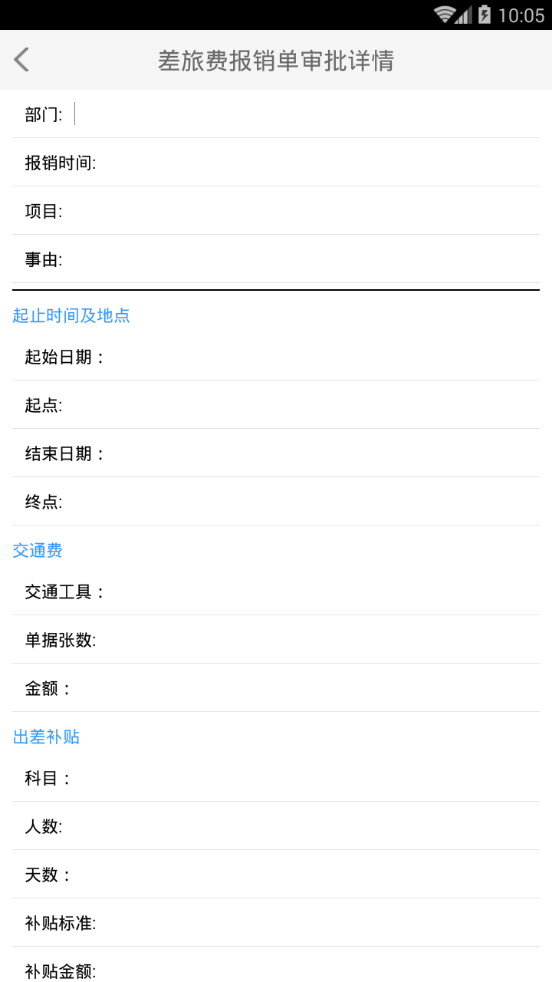 10:05
差旅费报销单审批详情
部门:
报销时间:
项目:
事由:
起止时间及地点
起始日期：
起点:
结束日期：
终点:
交通费
交通工具：
单据张数:
金额：
出差补贴
科目：
人数:
天数：
补贴标准:
补贴金额: